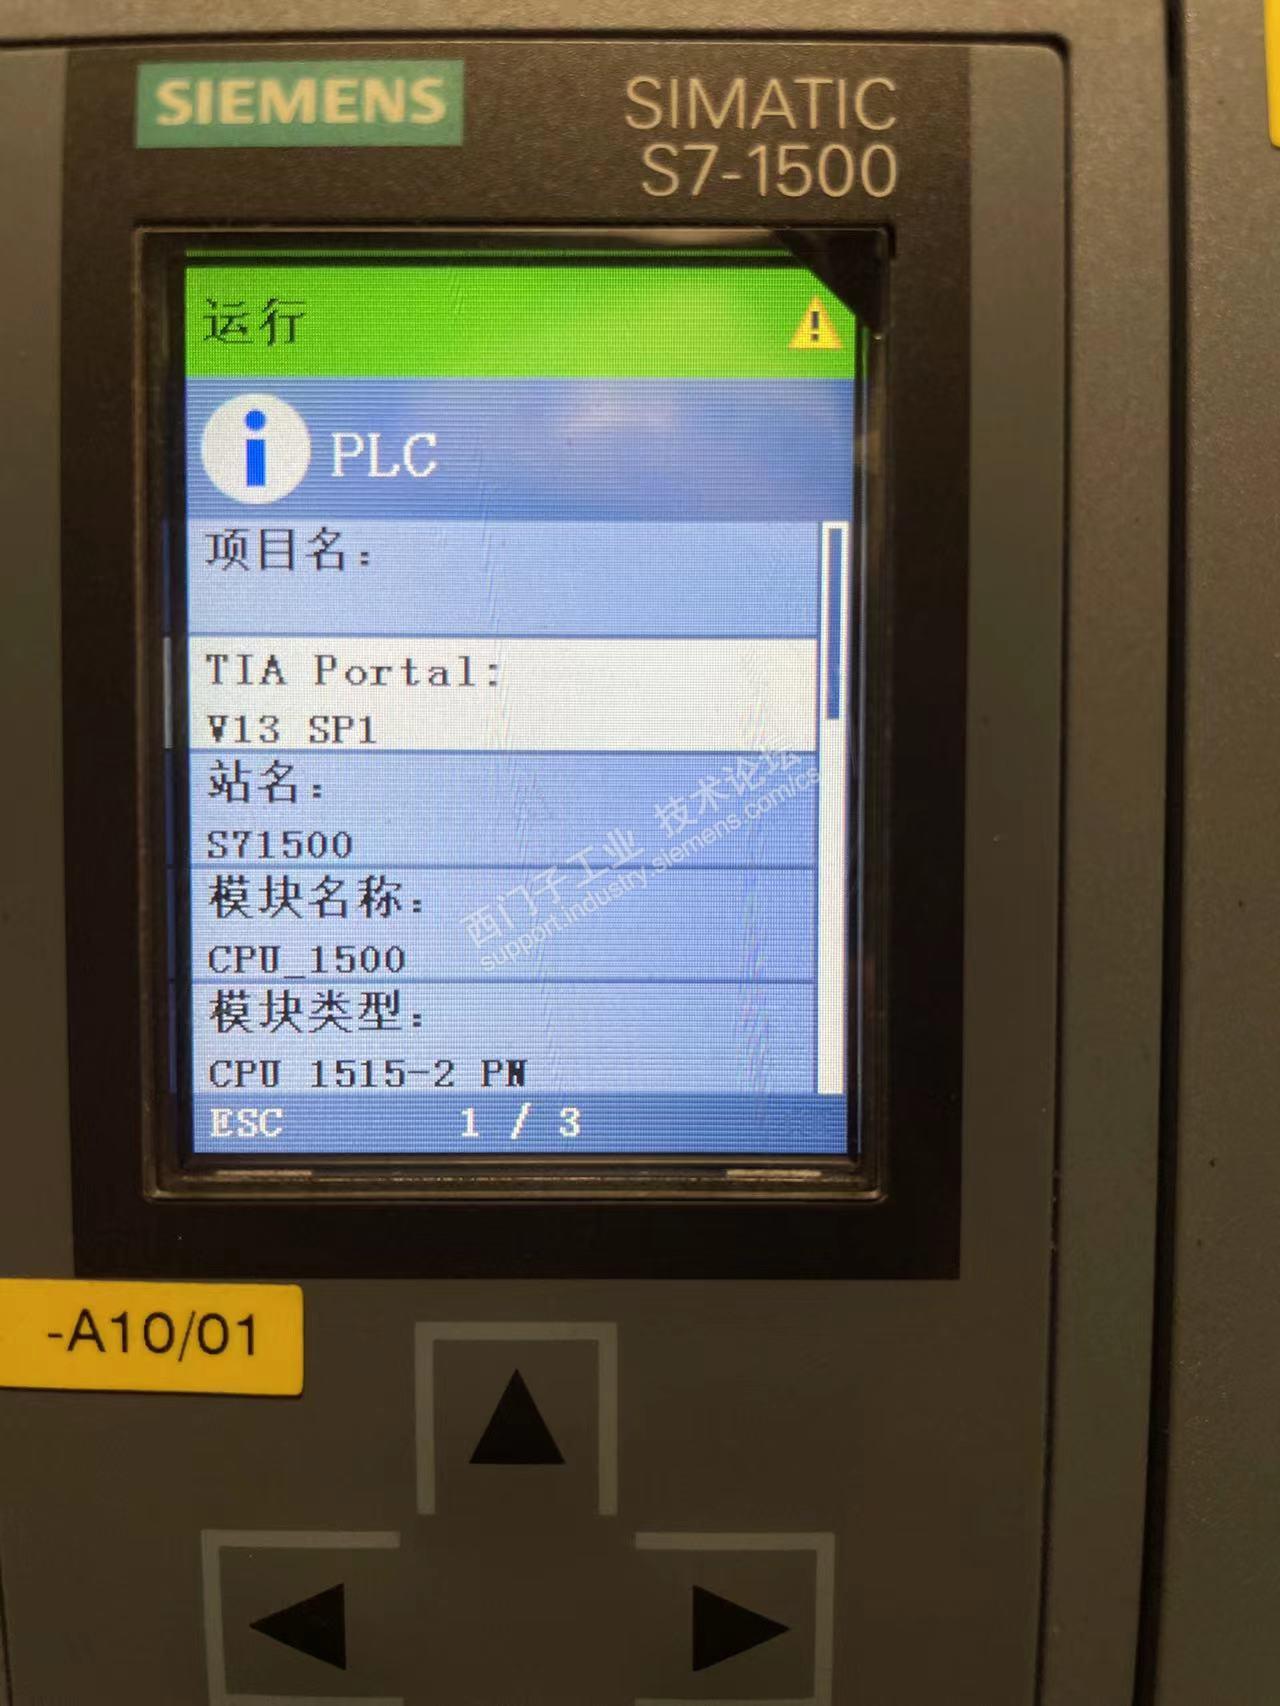 SIEMENS
SIMATIC
S7-1500
运行
PLC
项目名：
TIA Portal:
V13 SP1
站名：
S71500
模块名称：
CPU_1500
模块类型：
CPU 1515-2 PN
ESC 1 / 3
西门子工业 技术论坛
support.industry.siemens.com/cs
-A10/01